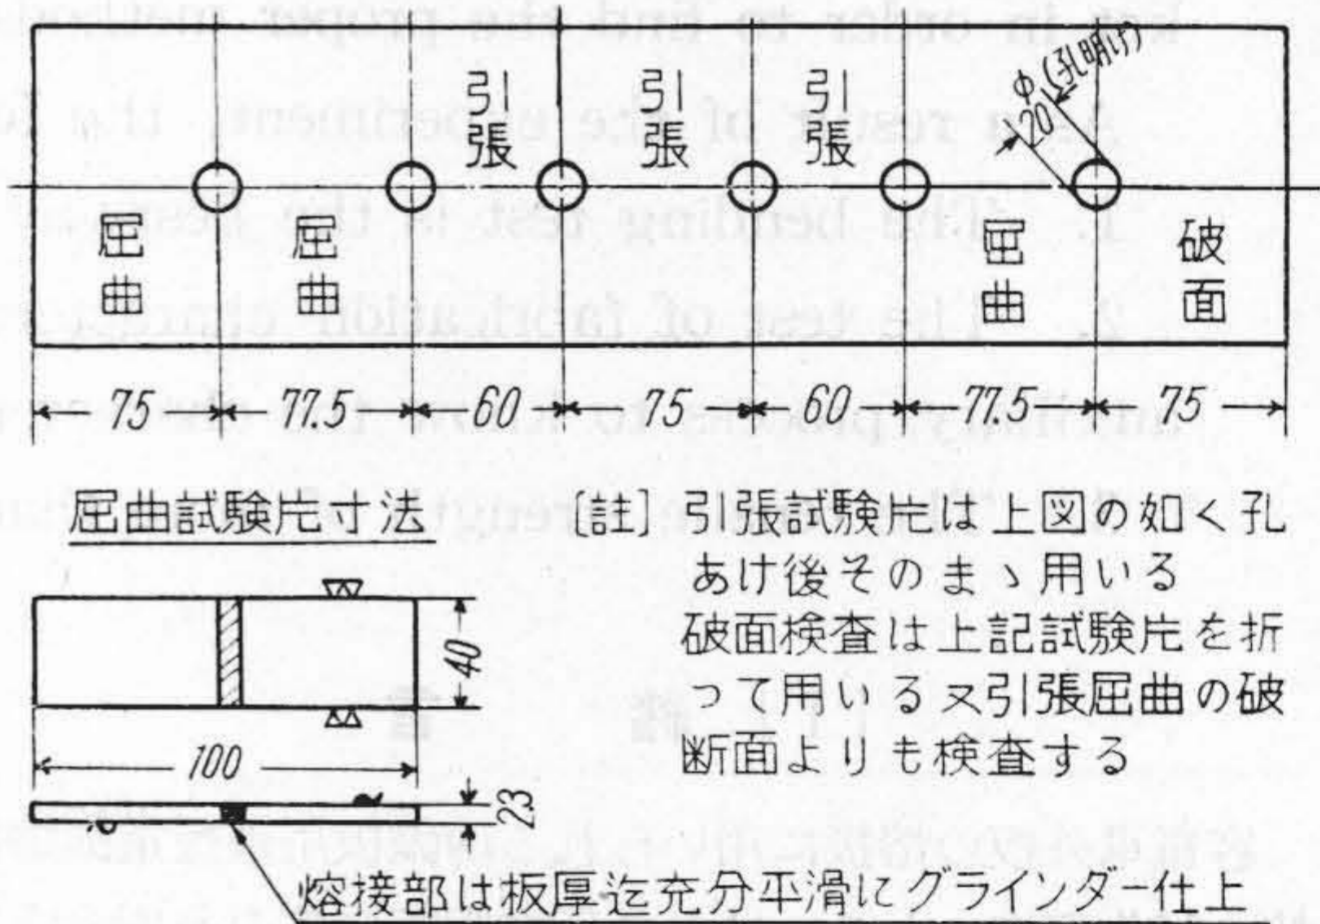 引張
引張
引張
20φ(孔明け)
屈曲
屈曲
屈曲
破面
75
77.5
60
75
60
77.5
75
屈曲試験片寸法
〔註〕引張試験片は上図の如く孔
あけ後そのまゝ用いる
破面検査は上記試験片を折
って用いる又引張屈曲の破
断面よりも検査する
40
100
23
熔接部は板厚迄充分平滑にグラインダー仕上